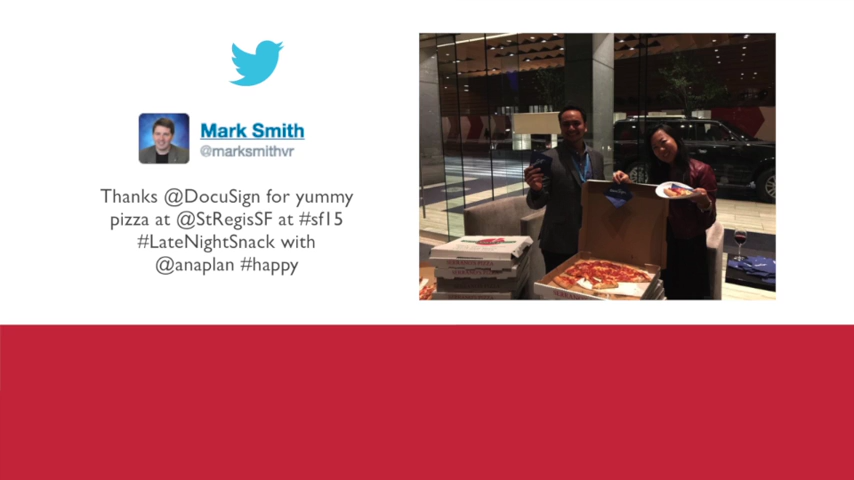 Mark Smith
@marksmithvr
Thanks @DocuSign for yummy
pizza at @StRegisSF at #sf15
#LateNightSnack with
@anaplan #happy